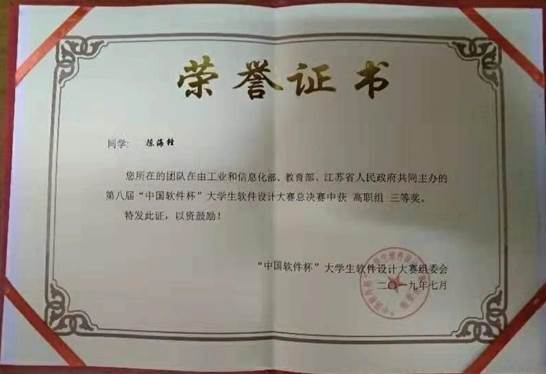 荣誉证书
同学: 陈海
您所在的团队在由工业和信息化部、教育部、江苏省人民政府共同主办的
第八届“中国软件杯”大学生软件设计大赛总决赛中获 高职组 三等奖。
特发此证，以资鼓励！
“中国软件杯”大学生软件设计大赛组委会
二〇一九年七月